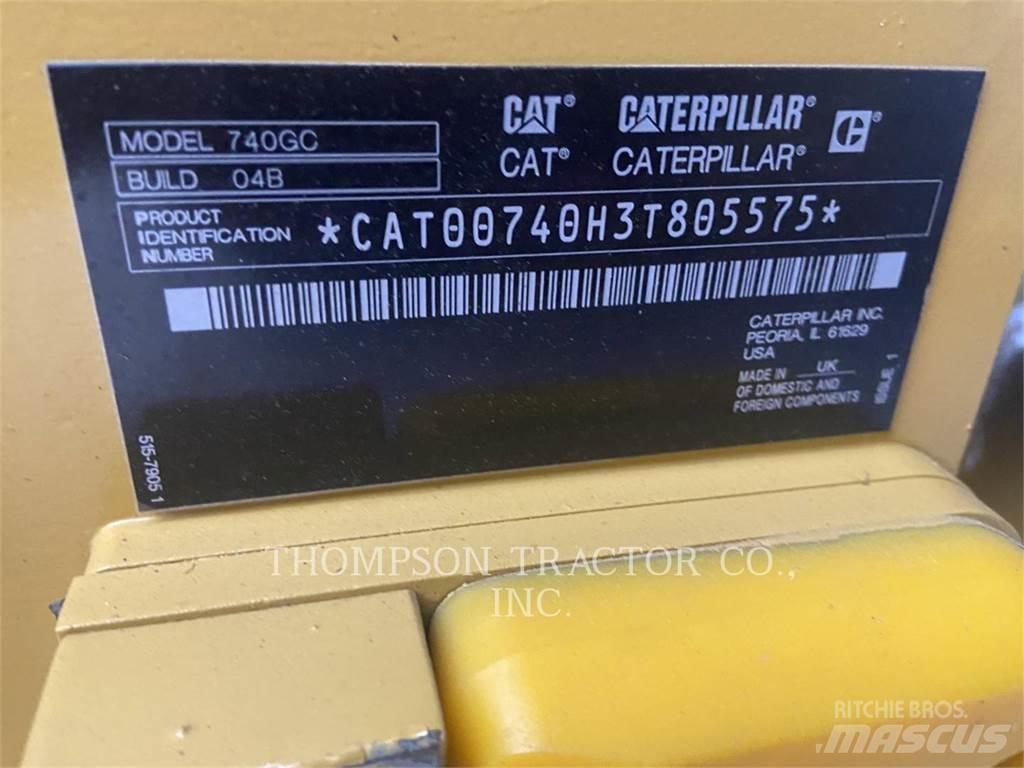 CAT® CATERPILLAR® C®
CAT® CATERPILLAR®
MODEL 740GC
BUILD 04B
PRODUCT
IDENTIFICATION
NUMBER
*CAT00740H3T805575*
CATERPILLAR INC.
PEORIA, IL 61629
USA
MADE IN UK
OF DOMESTIC AND
FOREIGN COMPONENTS
ISSUE 1
515-7905 1
THOMPSON TRACTOR CO.,
INC.
RITCHIE BROS.
MASCUS